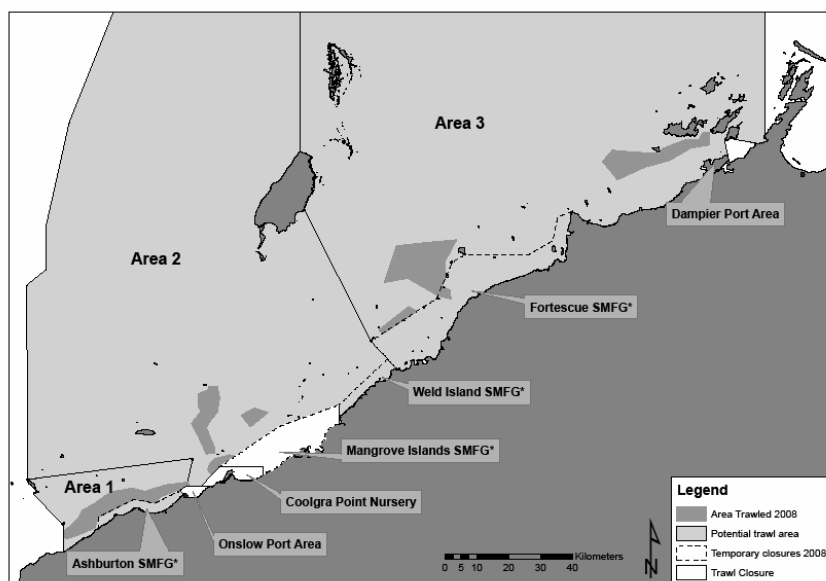 Area 3
Dampier Port Area
Area 2
Fortescue SMFG*
Weld Island SMFG*
Mangrove Islands SMFG*
Area 1
Coolgra Point Nursery
Onslow Port Area
Ashburton SMFG*
Legend
Area Trawled 2008
Potential trawl area
Temporary closures 2008
Trawl Closure
N
Kilometers
0 5 10 20 30 40